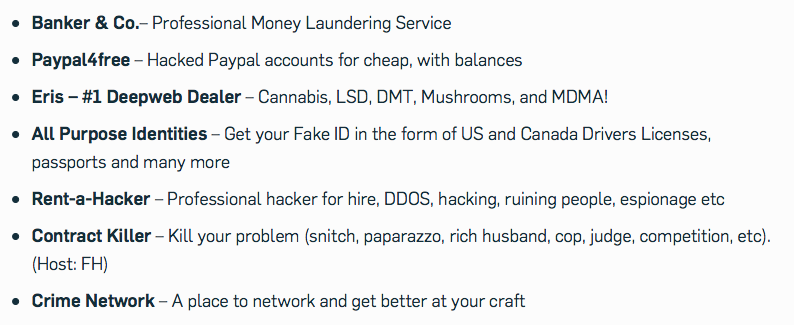 • Banker & Co.– Professional Money Laundering Service
• Paypal4free – Hacked Paypal accounts for cheap, with balances
• Eris – #1 Deepweb Dealer – Cannabis, LSD, DMT, Mushrooms, and MDMA!
• All Purpose Identities – Get your Fake ID in the form of US and Canada Drivers Licenses,
passports and many more
• Rent-a-Hacker – Professional hacker for hire, DDOS, hacking, ruining people, espionage etc
• Contract Killer – Kill your problem (snitch, paparazzo, rich husband, cop, judge, competition, etc).
(Host: FH)
• Crime Network – A place to network and get better at your craft